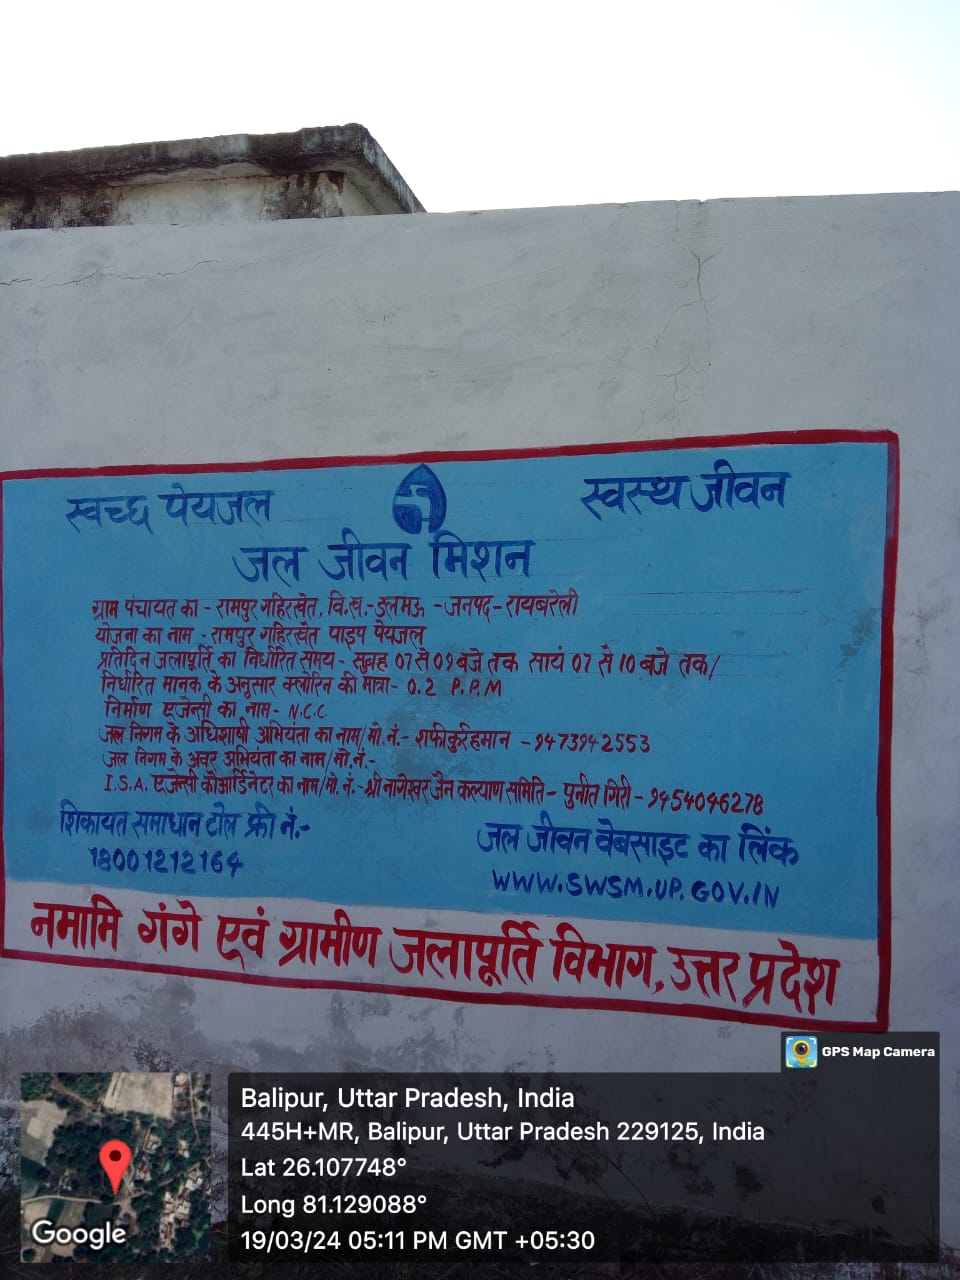 स्वच्छ पेयजल
स्वस्थ जीवन
जल जीवन मिशन
ग्राम पंचायत का - रामपुर गहिरखेत, वि.ख.- डलमऊ - जनपद - रायबरेली
योजना का नाम - रामपुर गहिरखेत पाइप पेयजल
प्रतिदिन जलापूर्ति का निर्धारित समय - सुबह 07 से 09 बजे तक सायं 07 से 10 बजे तक/
निर्धारित मानक के अनुसार क्लोरिन की मात्रा - 0.2 P.P.M
निर्माण एजेन्सी का नाम - N.C.C.
जल निगम के अधिशाषी अभियंता का नाम/मो.नं.- शफीकुर्रहमान - 9473942553
जल निगम के अवर अभियंता का नाम/मो.नं.-
I.S.A. एजेन्सी कोआर्डिनेटर का नाम/मो. नं.- श्री नागेश्वर जैन कल्याण समिति - पुनीत गिरी - 9454046278
शिकायत समाधान टोल फ्री नं.-
18001212164
जल जीवन वेबसाइट का लिंक
WWW.SWSM.UP.GOV.IN
नमामि गंगे एवं ग्रामीण जलापूर्ति विभाग, उत्तर प्रदेश
GPS Map Camera
Balipur, Uttar Pradesh, India
445H+MR, Balipur, Uttar Pradesh 229125, India
Lat 26.107748°
Long 81.129088°
19/03/24 05:11 PM GMT +05:30
Google